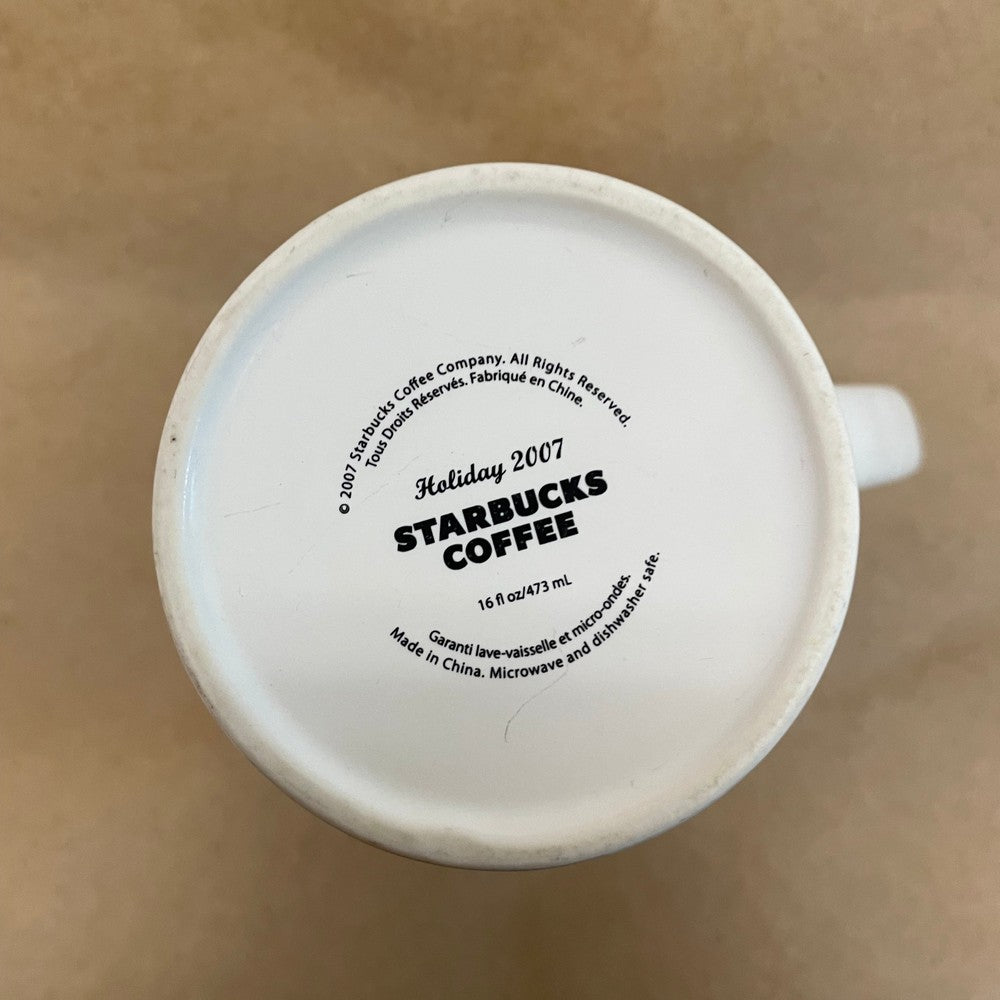 © 2007 Starbucks Coffee Company. All Rights Reserved.
Tous Droits Réservés. Fabriqué en Chine.
Holiday 2007
STARBUCKS
COFFEE
16 fl oz/473 mL
Garanti lave-vaisselle et micro-ondes.
Made in China. Microwave and dishwasher safe.